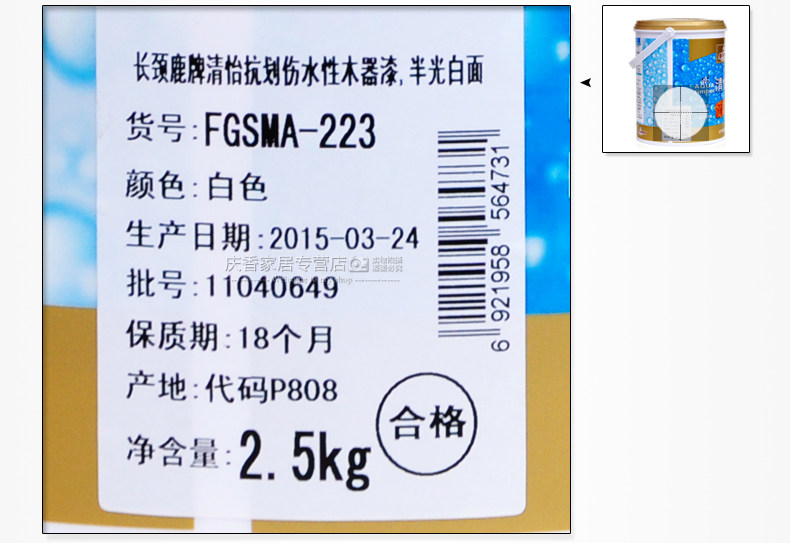 长颈鹿牌清怡抗划伤水性木器漆,半光白面
货号:FGSMA-223
颜色:白色
生产日期:2015-03-24
庆香家居专营店
批号:11040649
保质期:18个月
产地:代码P808
合格
净含量:2.5kg
6 921958 564731
清